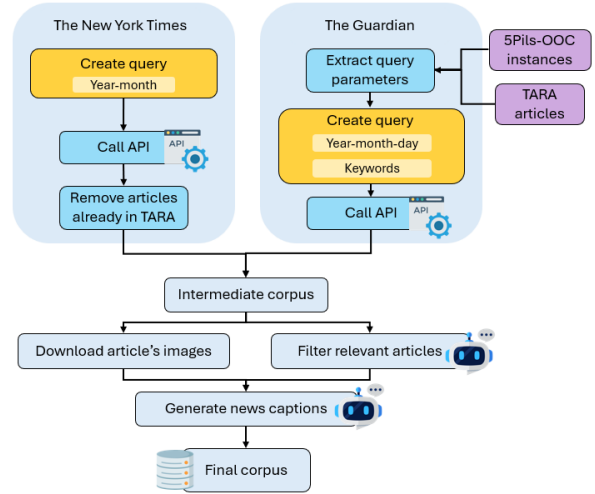 The New York Times
Create query
Year-month
Call API
API
Remove articles
already in TARA
The Guardian
Extract query
parameters
Create query
Year-month-day
Keywords
Call API
API
5Pils-OOC
instances
TARA
articles
Intermediate corpus
Download article's images
Filter relevant articles
Generate news captions
Final corpus